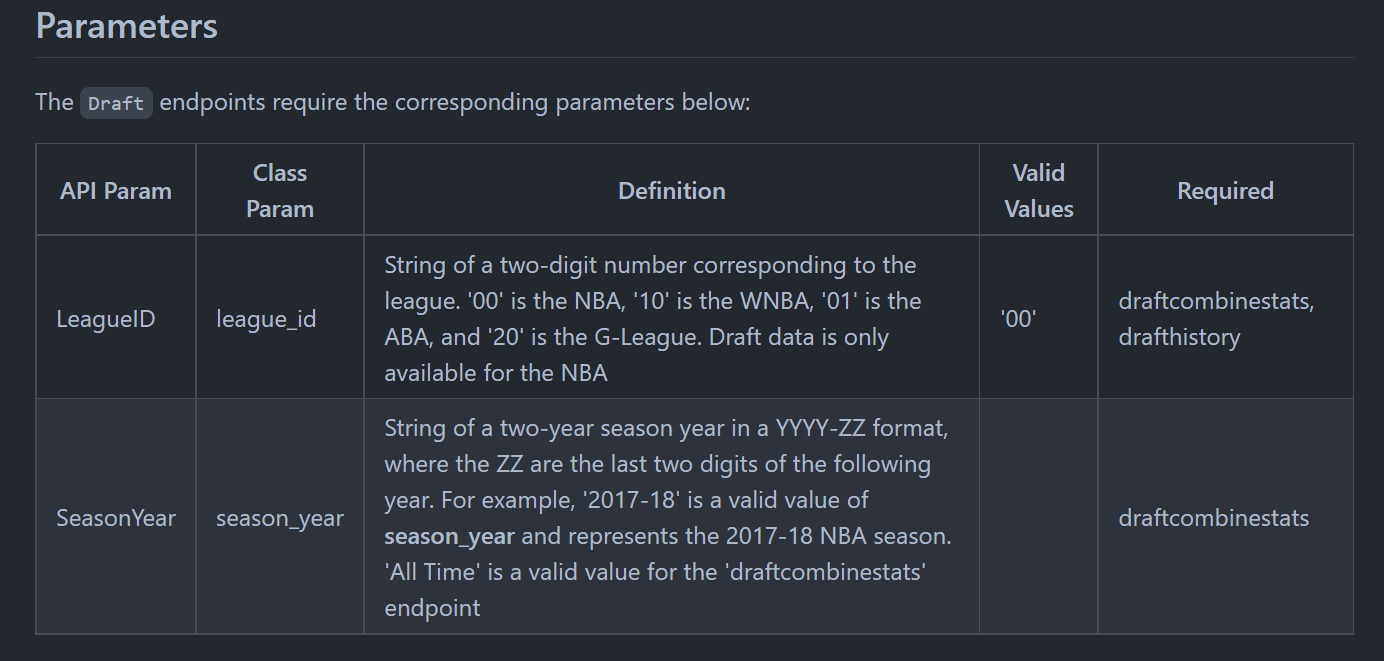 Parameters
The Draft endpoints require the corresponding parameters below:
API Param
Class
Param
Definition
Valid
Values
Required
LeagueID
league_id
String of a two-digit number corresponding to the
league. '00' is the NBA, '10' is the WNBA, '01' is the
ABA, and '20' is the G-League. Draft data is only
available for the NBA
'00'
draftcombinestats,
drafthistory
SeasonYear
season_year
String of a two-year season year in a YYYY-ZZ format,
where the ZZ are the last two digits of the following
year. For example, '2017-18' is a valid value of
season_year and represents the 2017-18 NBA season.
'All Time' is a valid value for the 'draftcombinestats'
endpoint
draftcombinestats